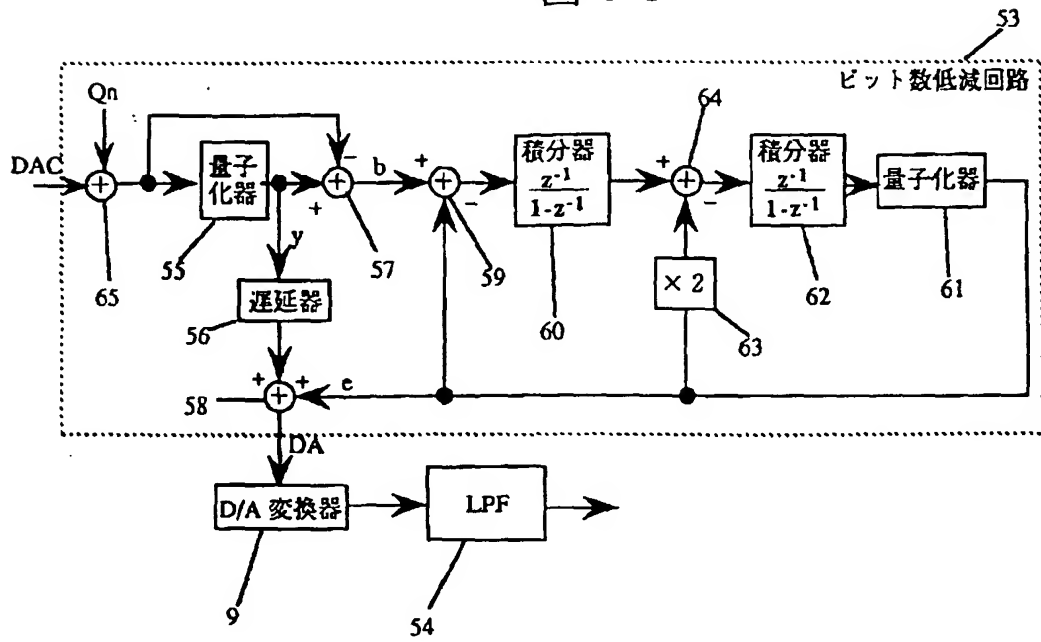 図
53
ビット数低減回路
Qn
64
DAC
量子
化器
b
積分器
z⁻¹
1-z⁻¹
積分器
z⁻¹
1-z⁻¹
量子化器
+
-
+
-
+
-
y
65
55
57
59
遅延器
56
× 2
60
63
62
61
+
+
e
58
DA
D/A 変換器
LPF
9
54